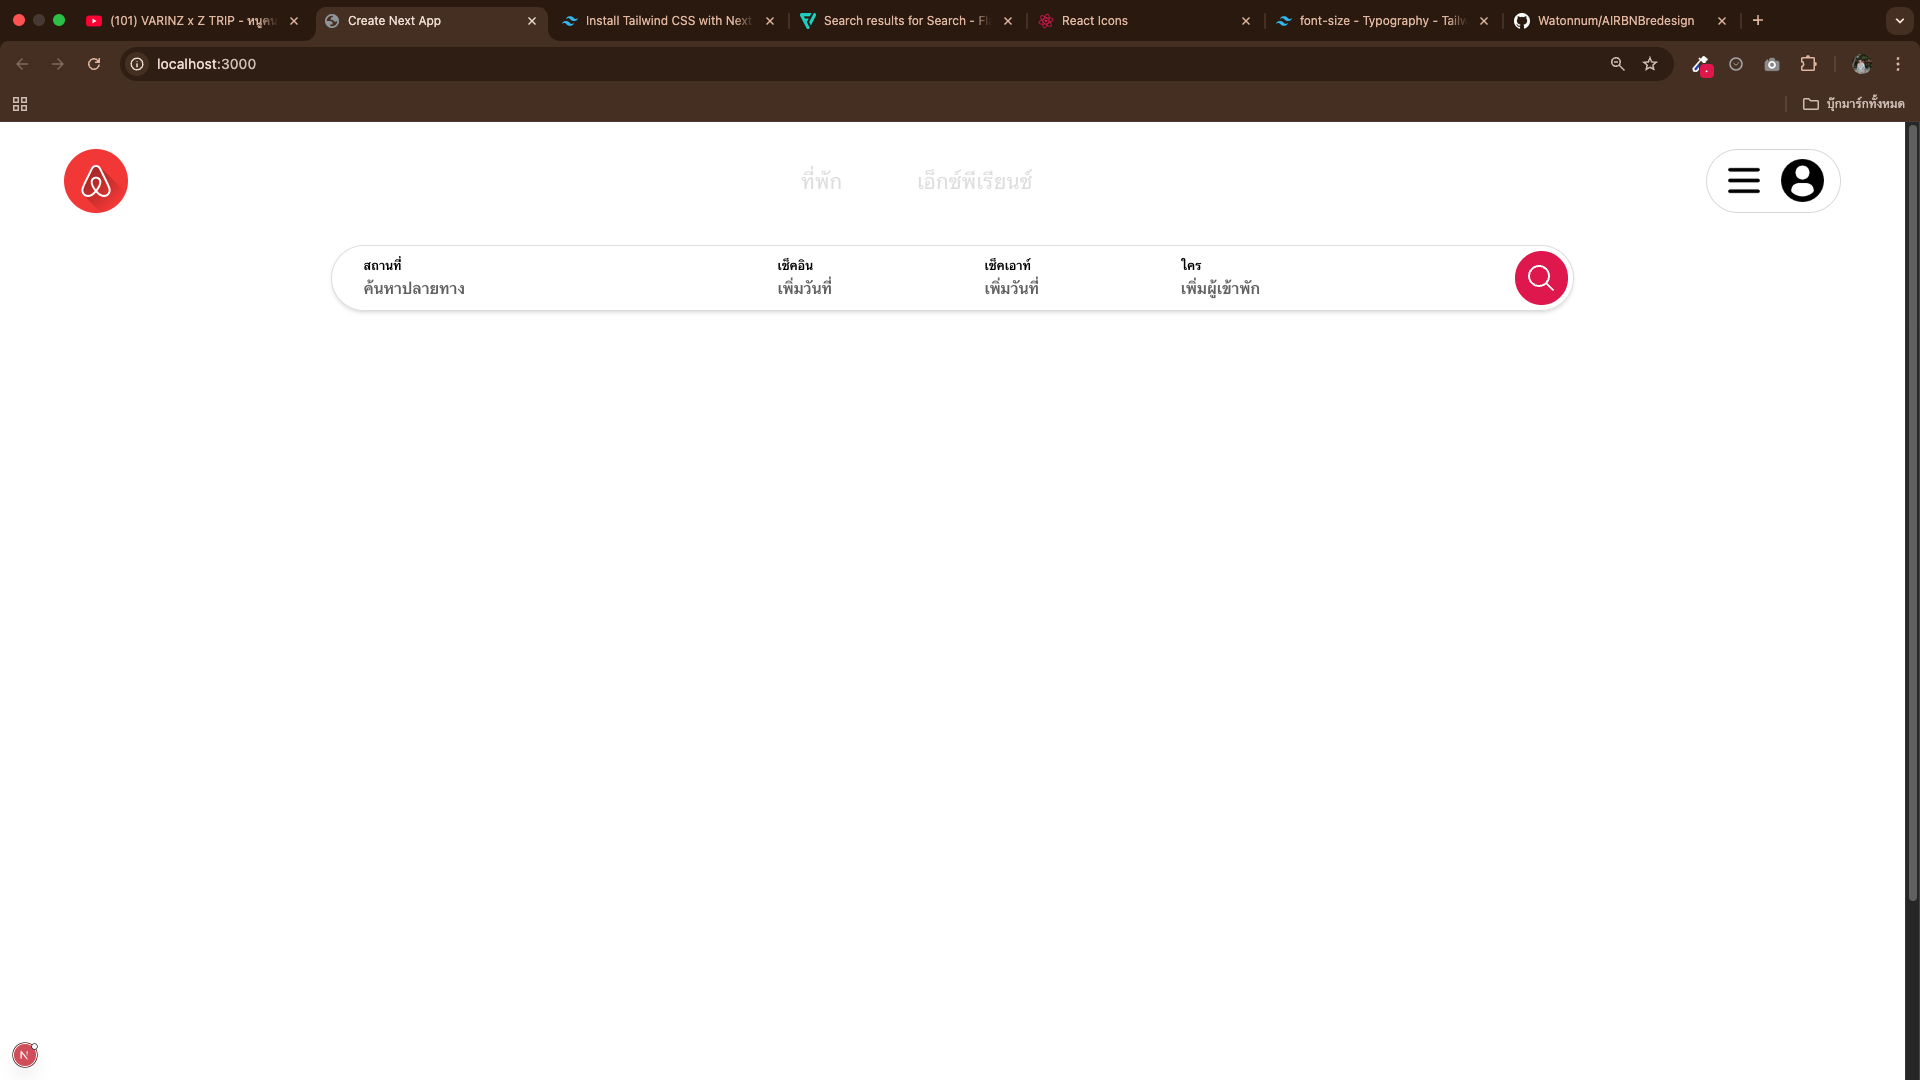 (101) VARINZ x Z TRIP - หนูคน
Create Next App
Install Tailwind CSS with Next
Search results for Search - Fl
React Icons
font-size - Typography - Tailw
Watonnum/AIRBNBredesign
localhost:3000
บุ๊กมาร์กทั้งหมด
ที่พัก
เอ็กซ์พีเรียนซ์
สถานที่
ค้นหาปลายทาง
เช็คอิน
เพิ่มวันที่
เช็คเอาท์
เพิ่มวันที่
ใคร
เพิ่มผู้เข้าพัก
N